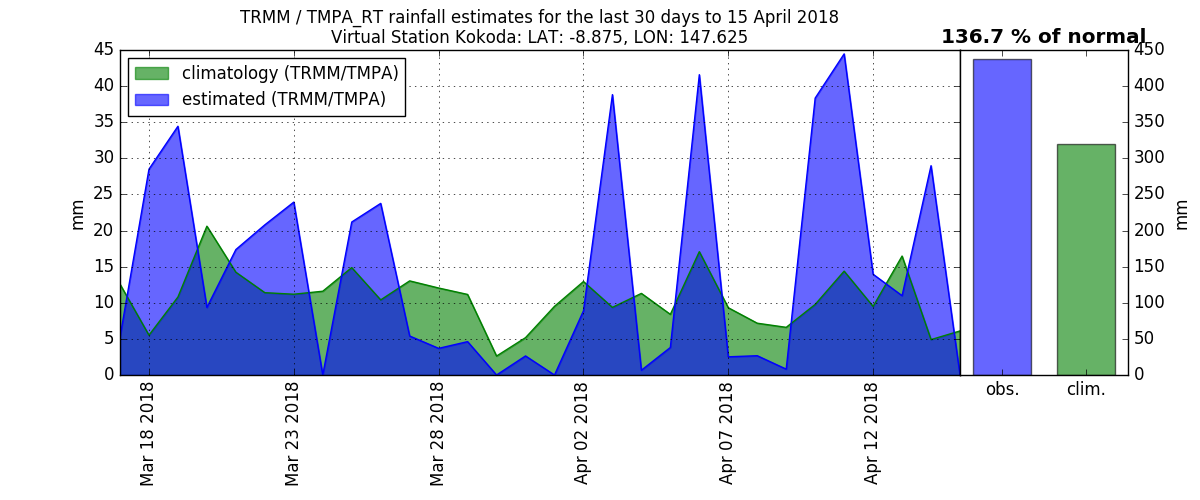 TRMM / TMPA_RT rainfall estimates for the last 30 days to 15 April 2018
Virtual Station Kokoda: LAT: -8.875, LON: 147.625
136.7 % of normal
climatology (TRMM/TMPA)
estimated (TRMM/TMPA)
mm
45
40
35
30
25
20
15
10
5
0
Mar 18 2018
Mar 23 2018
Mar 28 2018
Apr 02 2018
Apr 07 2018
Apr 12 2018
obs.
clim.
450
400
350
300
250
200
150
100
50
0
mm